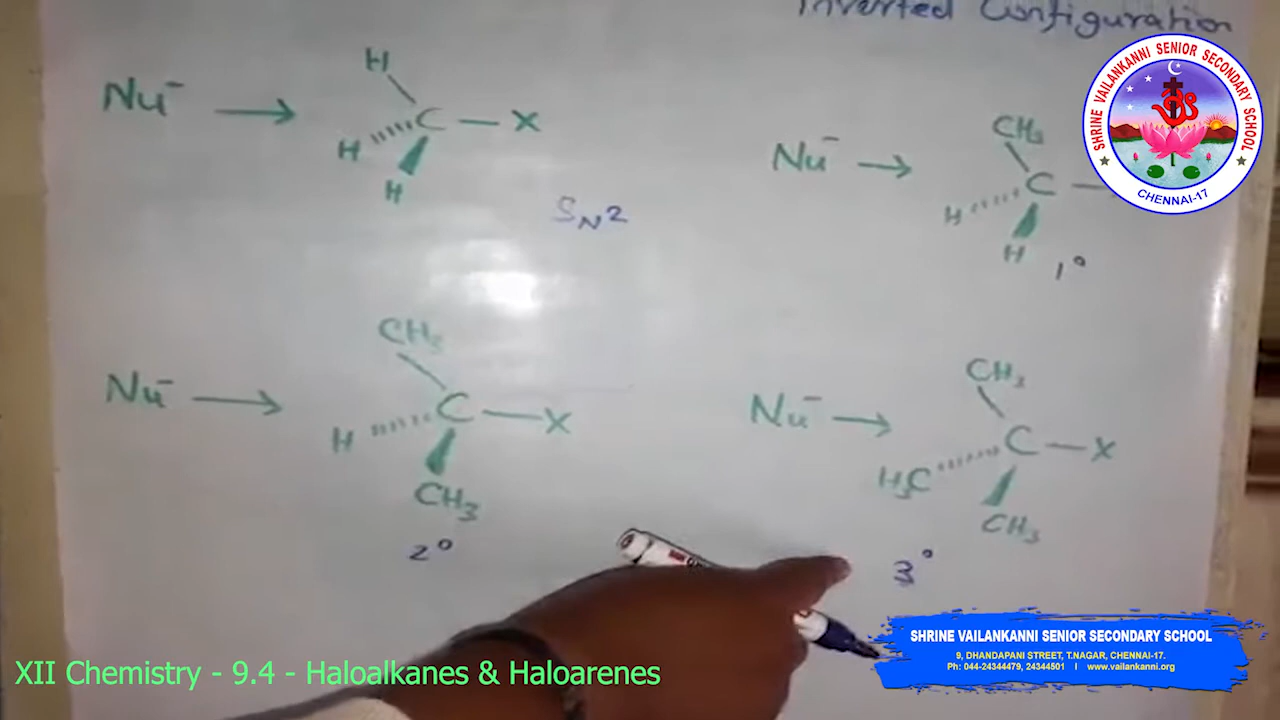 Inverted Configuration
SHRINE VAILANKANNI SENIOR SECONDARY SCHOOL
CHENNAI-17
H
Nu⁻ → C — X
H
H
SN2
CH3
Nu⁻ → C —
H
H
1°
CH3
Nu⁻ → C — X
H
CH3
2°
CH3
Nu⁻ → C — X
H3C
CH3
3°
SHRINE VAILANKANNI SENIOR SECONDARY SCHOOL
9, DHANDAPANI STREET, T.NAGAR, CHENNAI-17.
Ph: 044-24344479, 24344501 I www.vailankanni.org
XII Chemistry - 9.4 - Haloalkanes & Haloarenes